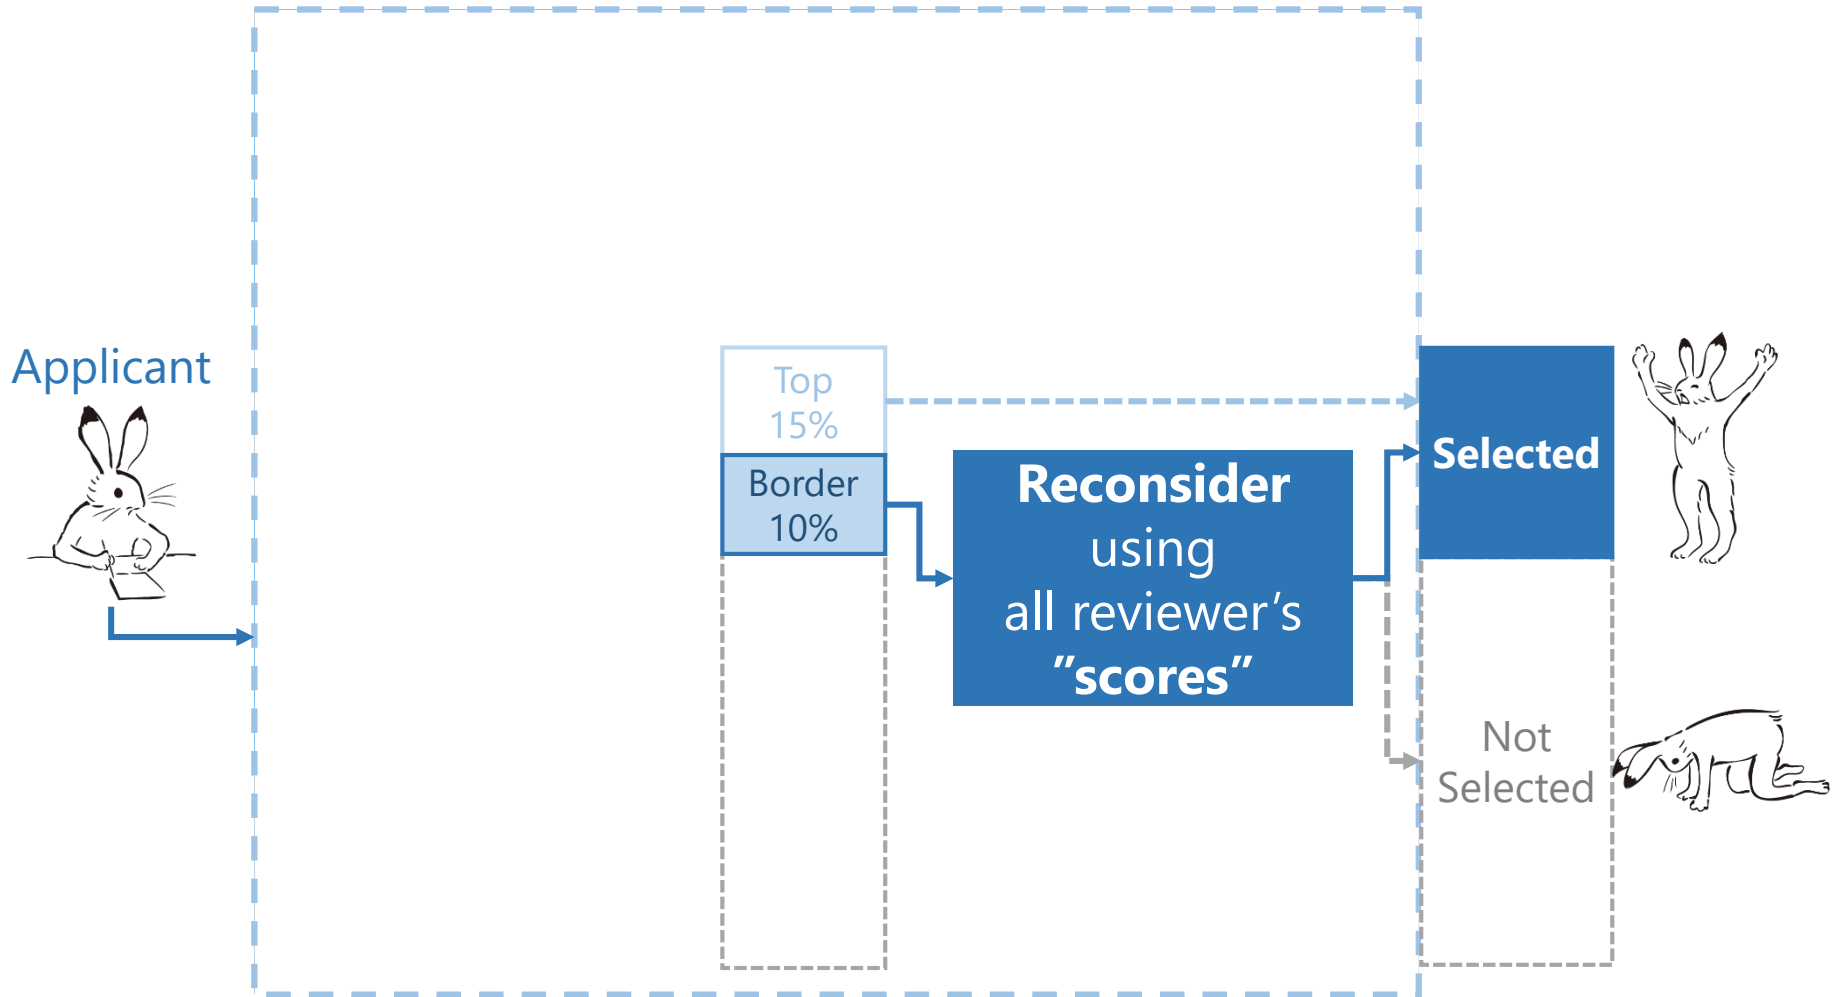 Applicant
Top
15%
Border
10%
Reconsider
using
all reviewer’s
”scores”
Selected
Not
Selected